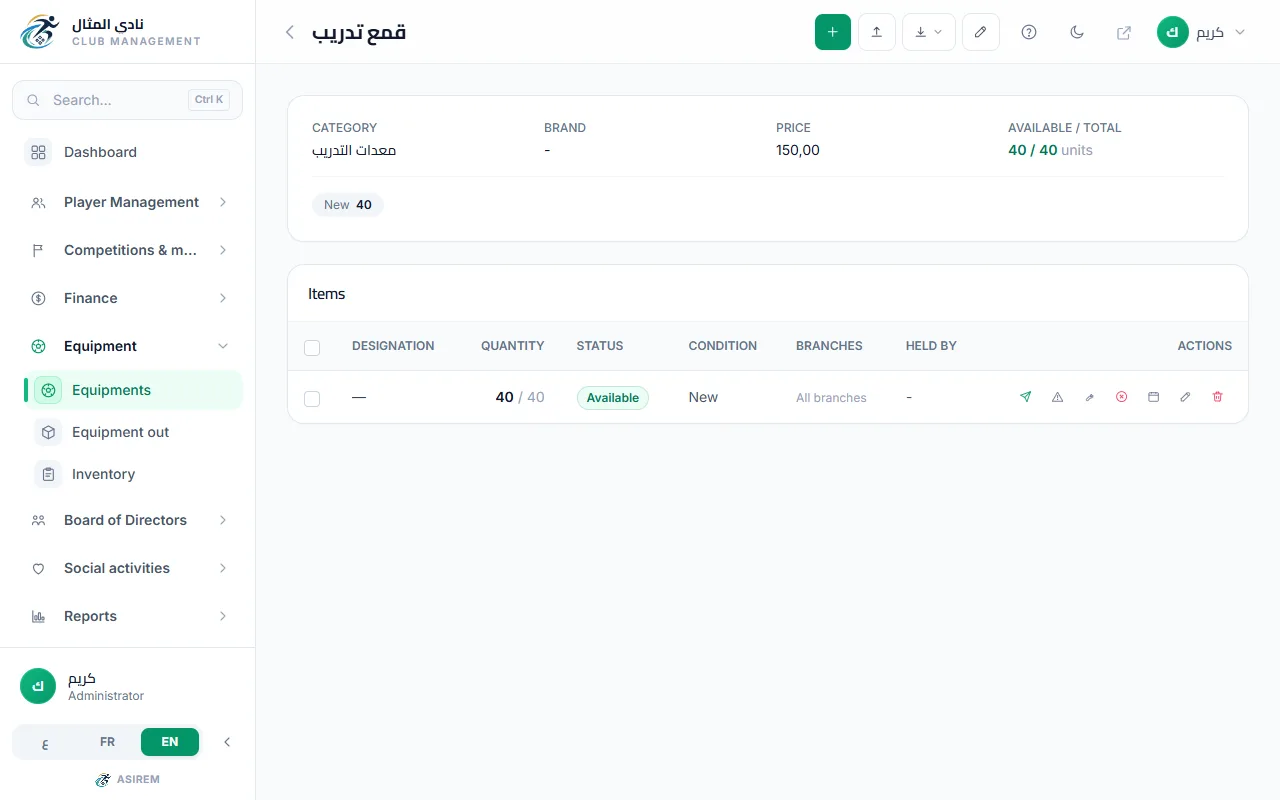 نادي المثال
CLUB MANAGEMENT
Search...
Ctrl K
Dashboard
Player Management
Competitions & m...
Finance
Equipment
Equipments
Equipment out
Inventory
Board of Directors
Social activities
Reports
ك
كريم
Administrator
ع
FR
EN
ASIREM
قمع تدريب
ك
كريم
CATEGORY
BRAND
PRICE
AVAILABLE / TOTAL
معدات التدريب
-
150,00
40 / 40 units
New 40
Items
DESIGNATION
QUANTITY
STATUS
CONDITION
BRANCHES
HELD BY
ACTIONS
—
40 / 40
Available
New
All branches
-